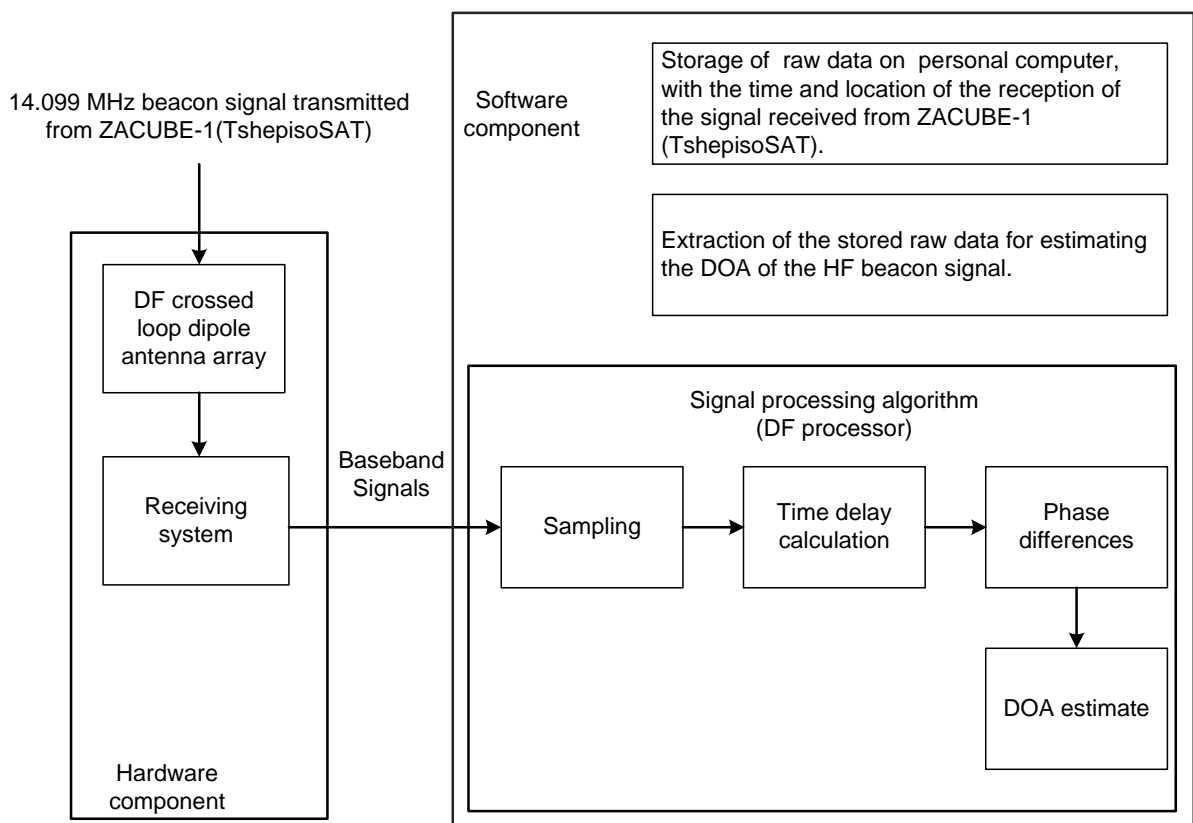 14.099 MHz beacon signal transmitted
from ZACUBE-1(TshepisoSAT)
DF crossed
loop dipole
antenna array
Receiving
system
Hardware
component
Baseband
Signals
Software
component
Storage of raw data on personal computer,
with the time and location of the reception of
the signal received from ZACUBE-1
(TshepisoSAT).
Extraction of the stored raw data for estimating
the DOA of the HF beacon signal.
Signal processing algorithm
(DF processor)
Sampling
Time delay
calculation
Phase
differences
DOA estimate